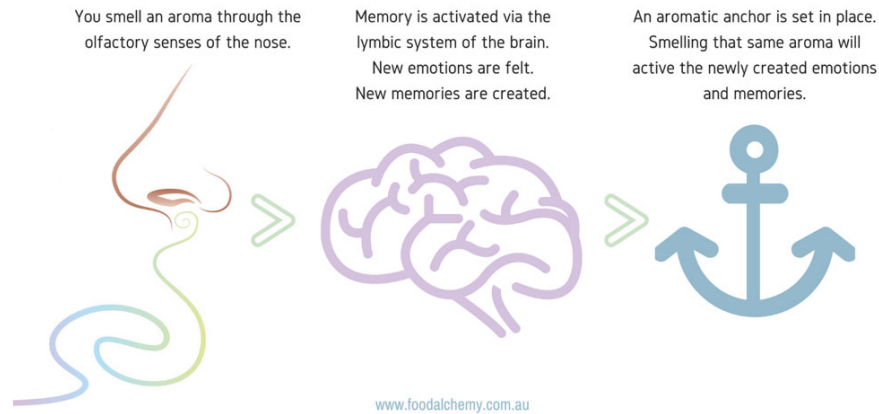 You smell an aroma through the
olfactory senses of the nose.
Memory is activated via the
lymbic system of the brain.
New emotions are felt.
New memories are created.
An aromatic anchor is set in place.
Smelling that same aroma will
active the newly created emotions
and memories.
www.foodalchemy.com.au